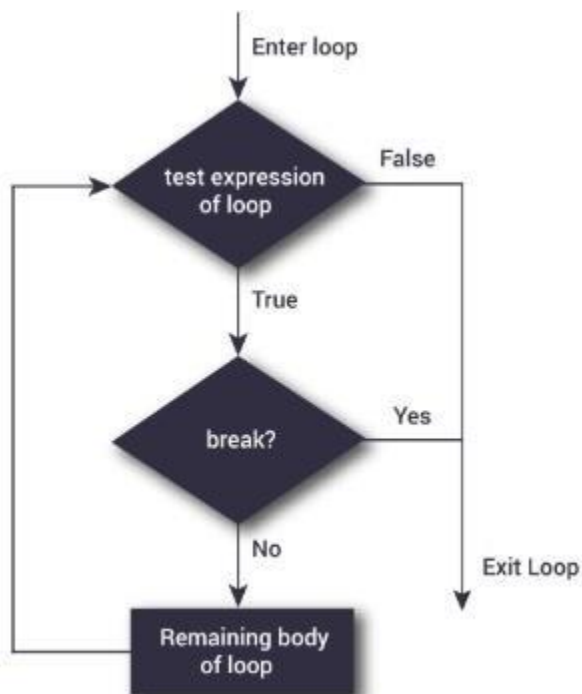 Enter loop
test expression
of loop
False
True
break?
Yes
No
Exit Loop
Remaining body
of loop